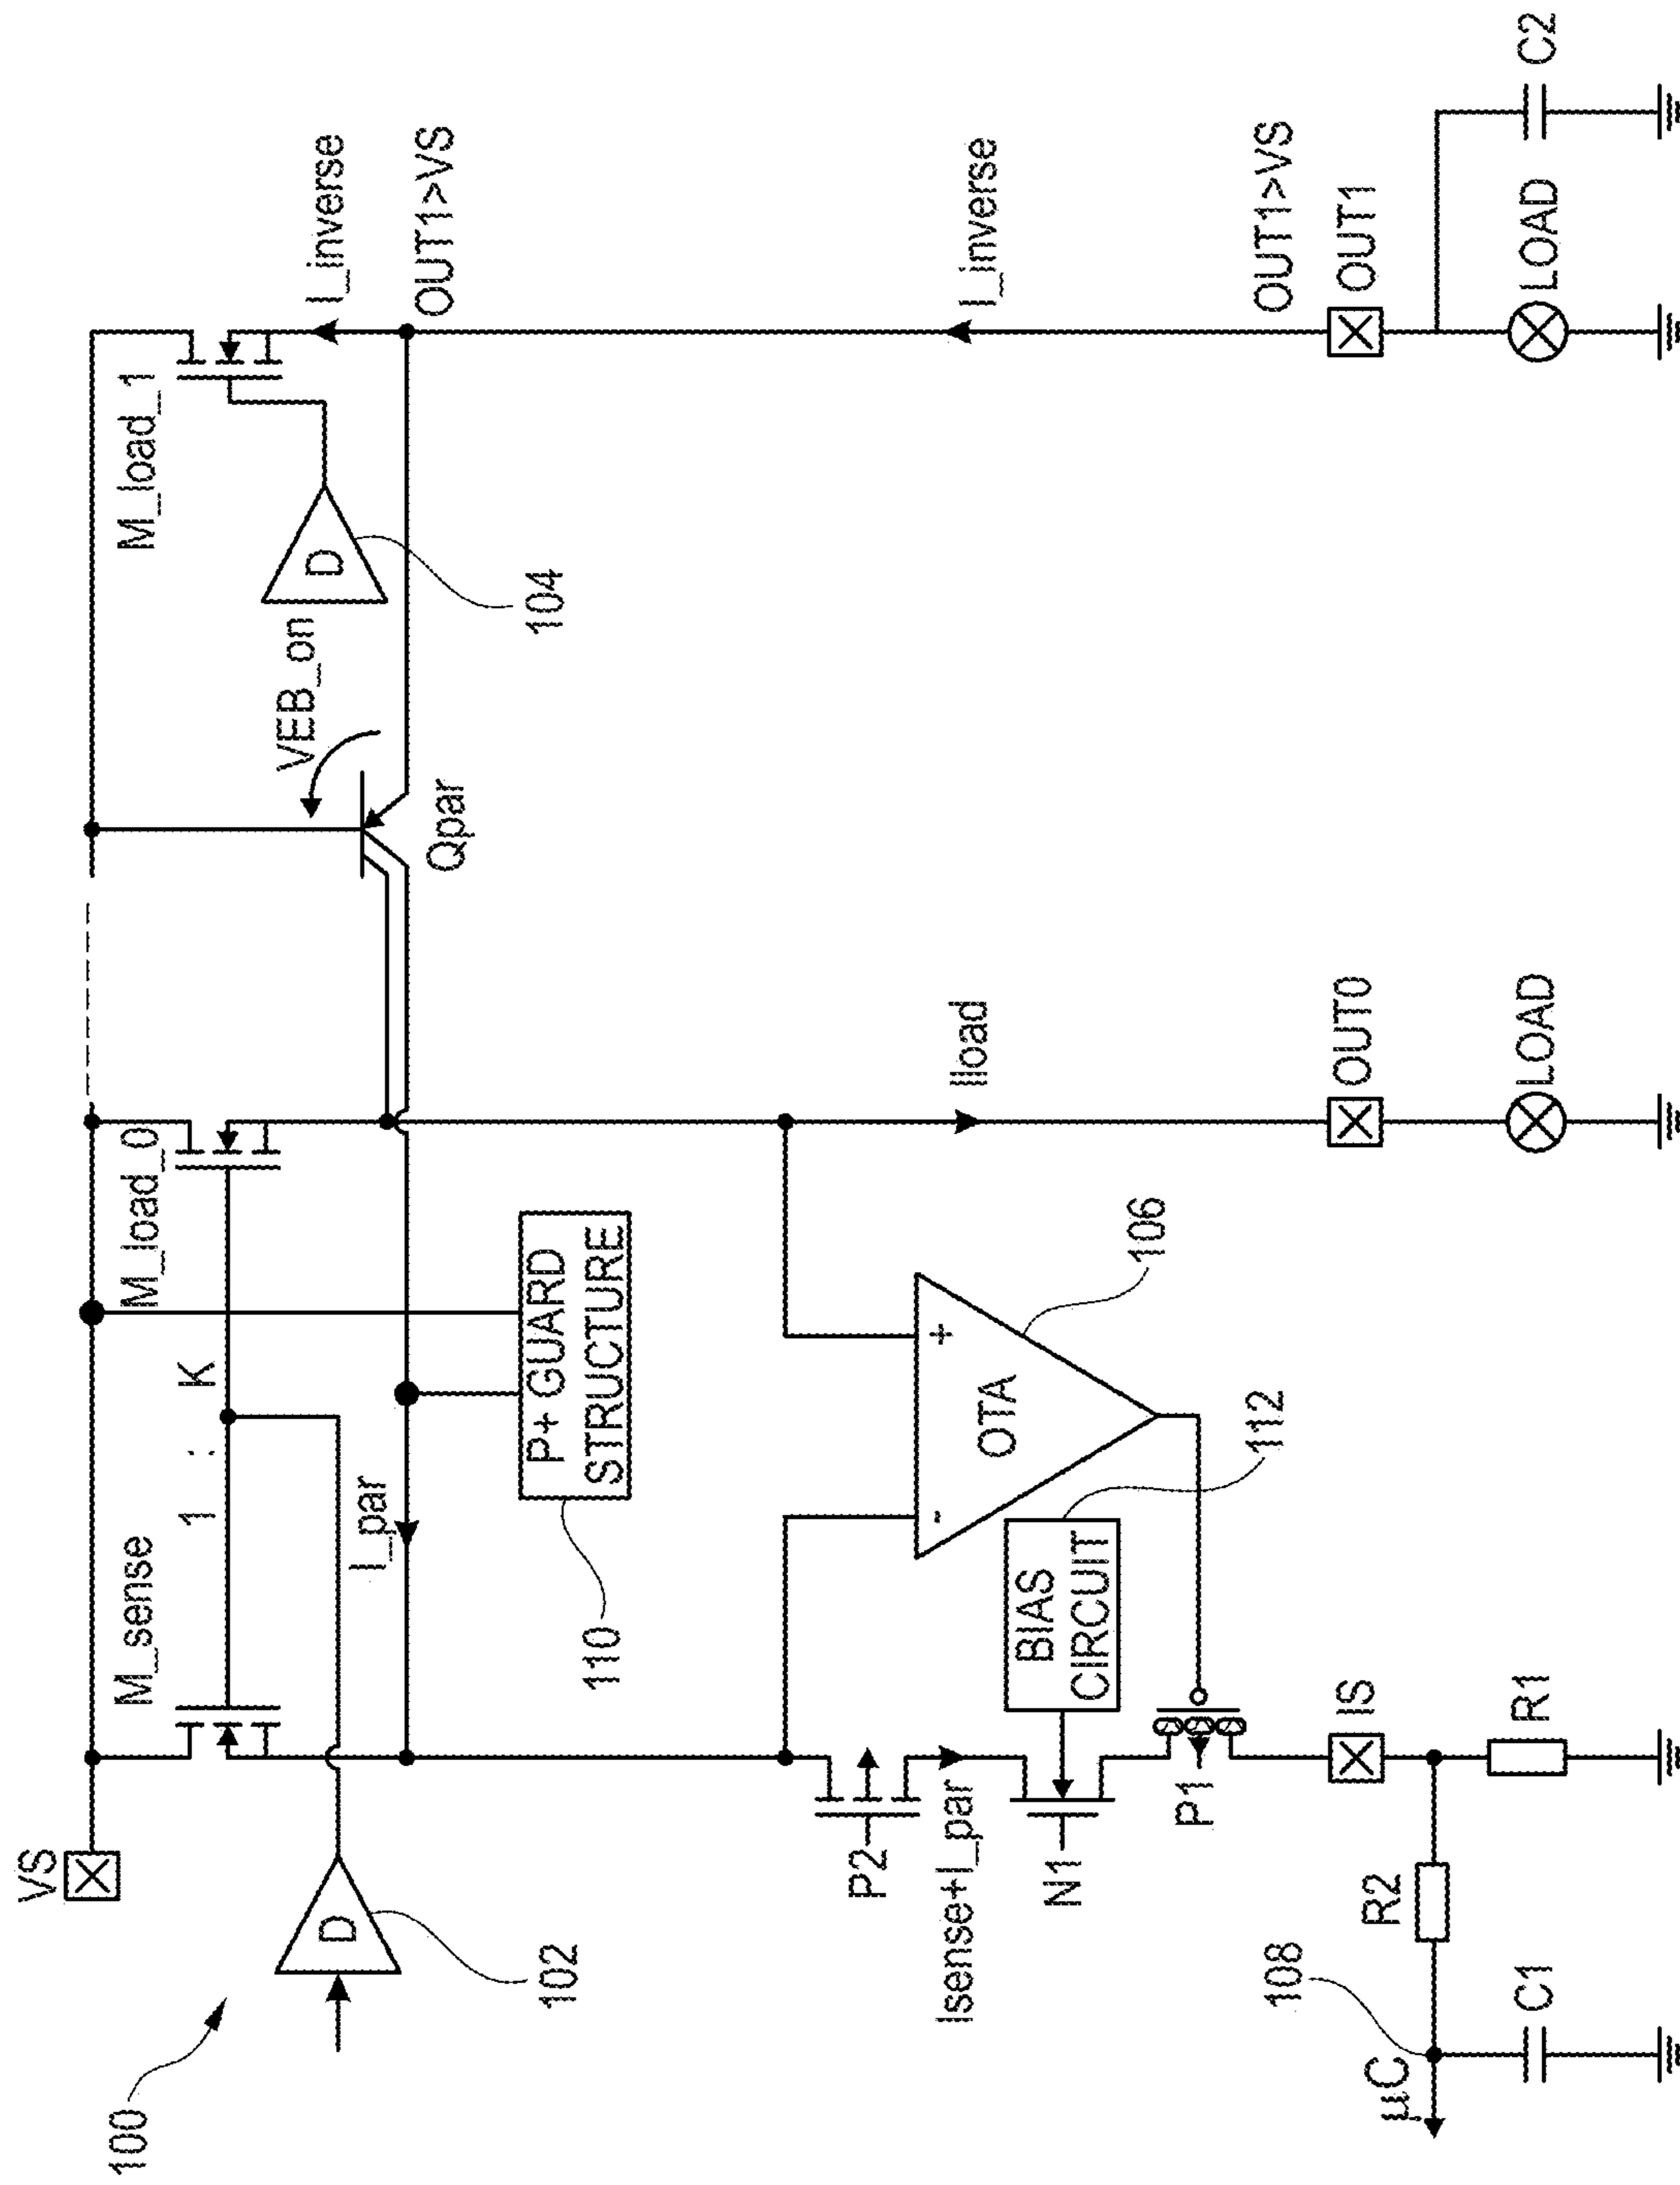 100
VS
D
102
M_sense
1 : K
M_load_0
I_par
P+ GUARD
STRUCTURE
110
VEB_on
Qpar
D
104
M_load_1
I_inverse
OUT1>VS
P2
Isense+I_par
N1
BIAS
CIRCUIT
112
P1
-
+
OTA
106
Iload
I_inverse
OUT1>VS
IS
OUT0
OUT1
µC
108
R2
C1
R1
LOAD
LOAD
C2